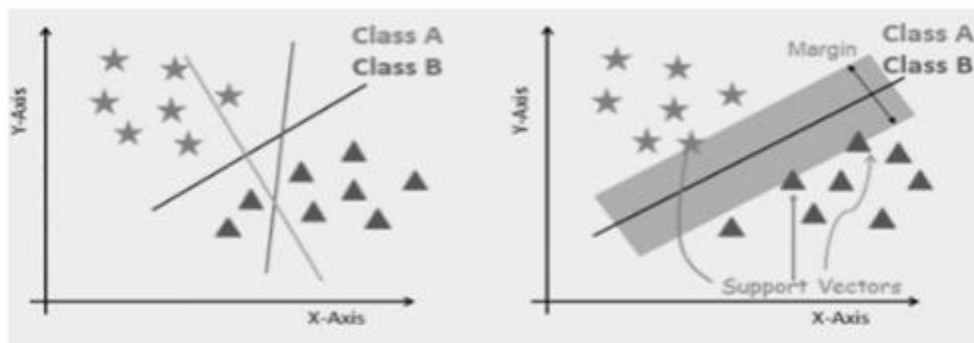 Class A
Class B
Y-Axis
X-Axis
Class A
Margin
Class B
Y-Axis
Support Vectors
X-Axis